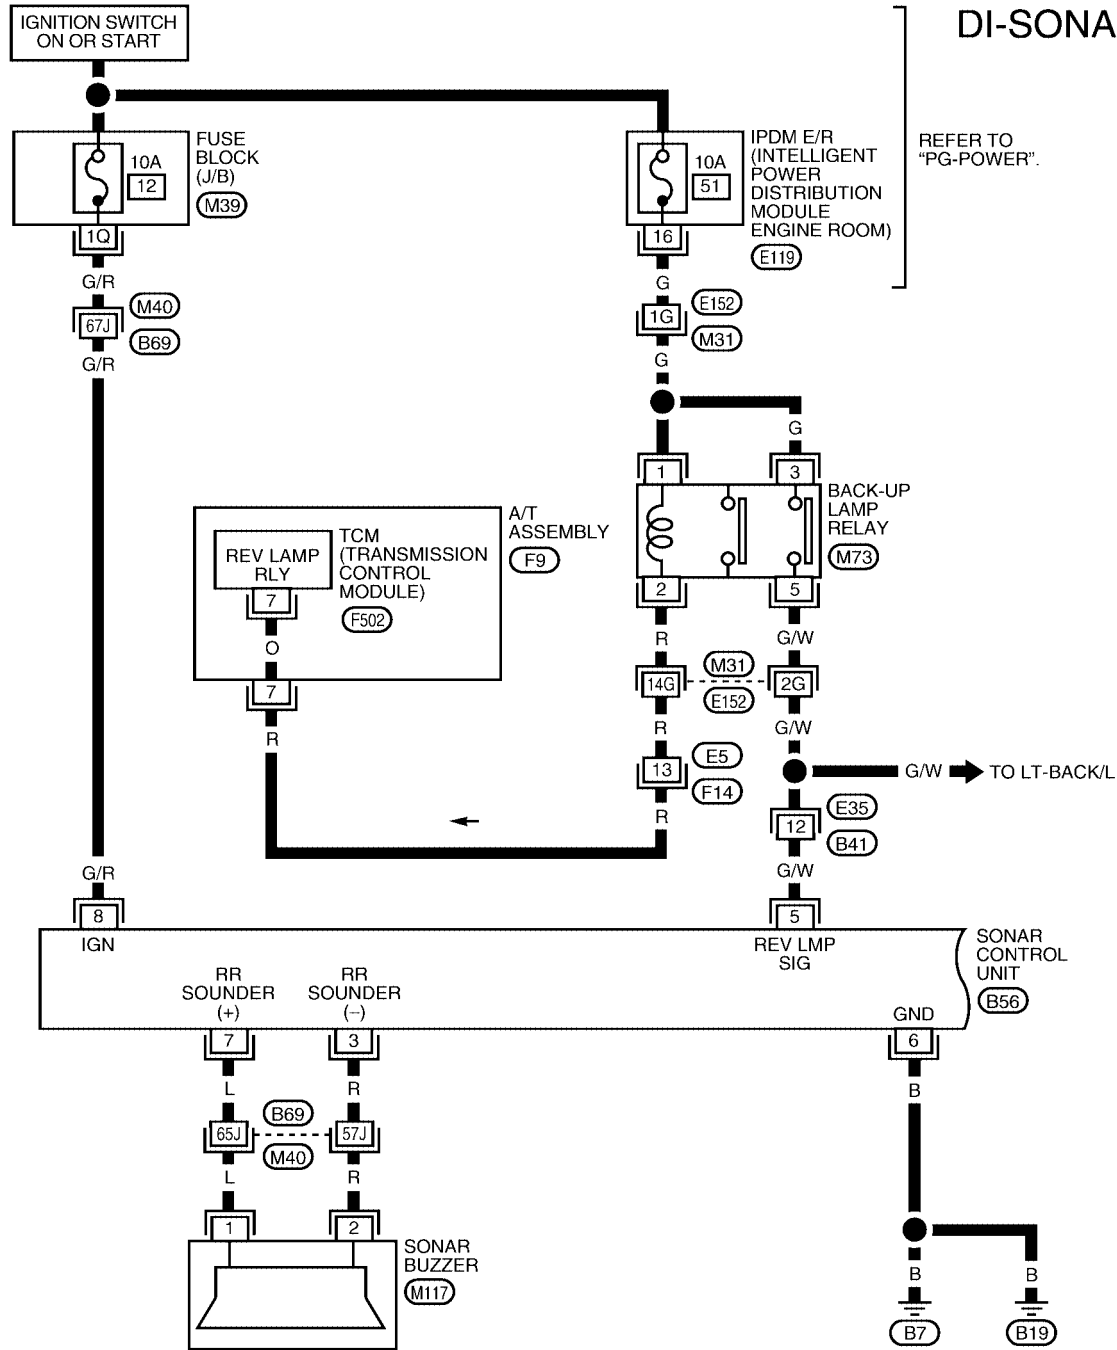 DI-SONA
IGNITION SWITCH
ON OR START
FUSE
BLOCK
(J/B)
M39
10A
12
1Q
IPDM E/R
(INTELLIGENT
POWER
DISTRIBUTION
MODULE
ENGINE ROOM)
E119
10A
51
16
REFER TO
“PG-POWER”.
G/R
M40
67J
B69
G/R
G
E152
1G
M31
G
G
1
3
BACK-UP
LAMP
RELAY
M73
2
5
A/T
ASSEMBLY
F9
TCM
(TRANSMISSION
CONTROL
MODULE)
F502
REV LAMP
RLY
7
O
7
R
R
G/W
M31
14G
2G
E152
R
G/W
E5
13
F14
R
G/W
TO LT-BACK/L
E35
12
B41
G/W
G/R
8
IGN
5
REV LMP
SIG
SONAR
CONTROL
UNIT
B56
RR
SOUNDER
(+)
RR
SOUNDER
(–)
GND
7
3
6
L
R
B
B69
65J
57J
M40
L
R
1
2
SONAR
BUZZER
M117
B
B
B7
B19